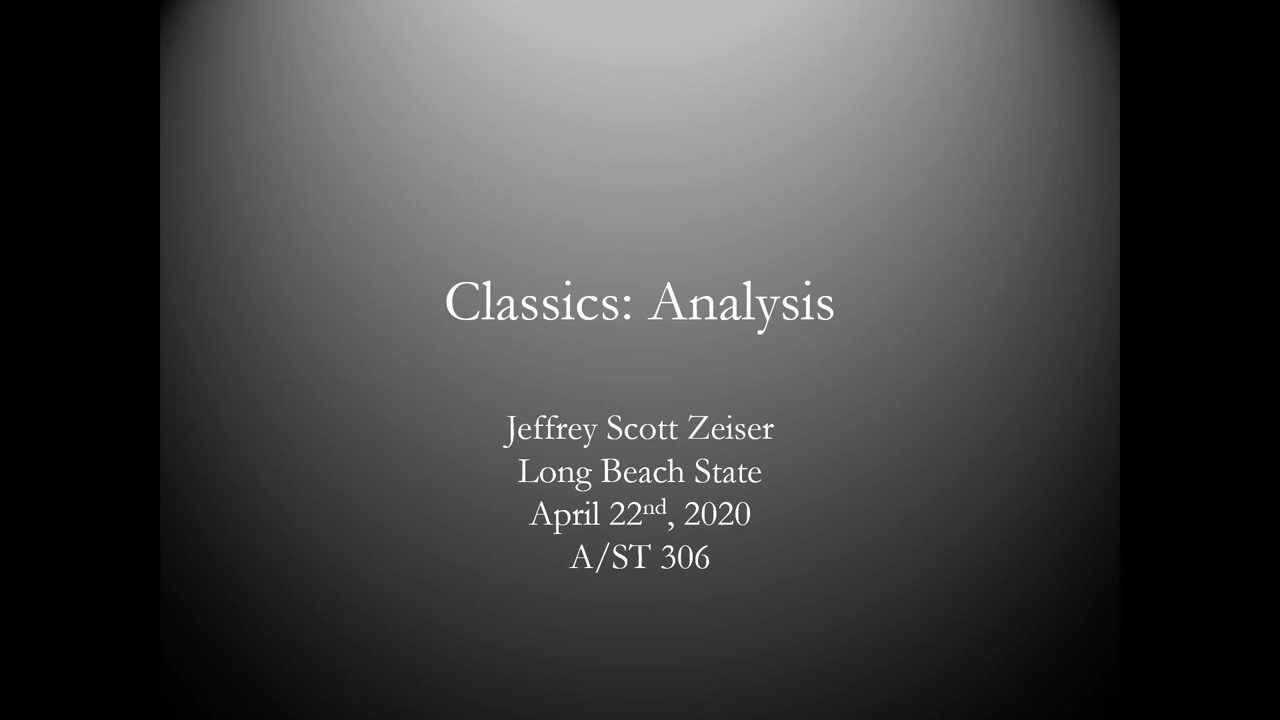 Classics: Analysis
Jeffrey Scott Zeiser
Long Beach State
April 22nd, 2020
A/ST 306